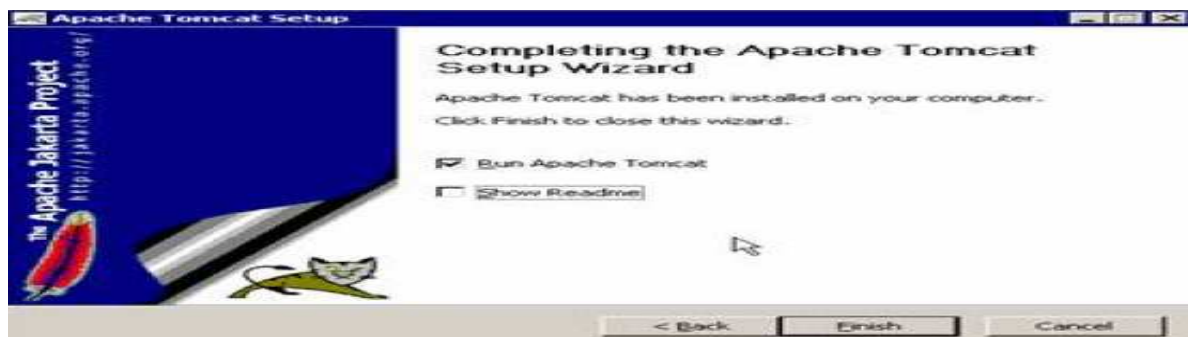 Apache Tomcat Setup
The Apache Jakarta Project
http://jakarta.apache.org/
Completing the Apache Tomcat
Setup Wizard
Apache Tomcat has been installed on your computer.
Click Finish to close this wizard.
Run Apache Tomcat
Show Readme
< Back
Finish
Cancel